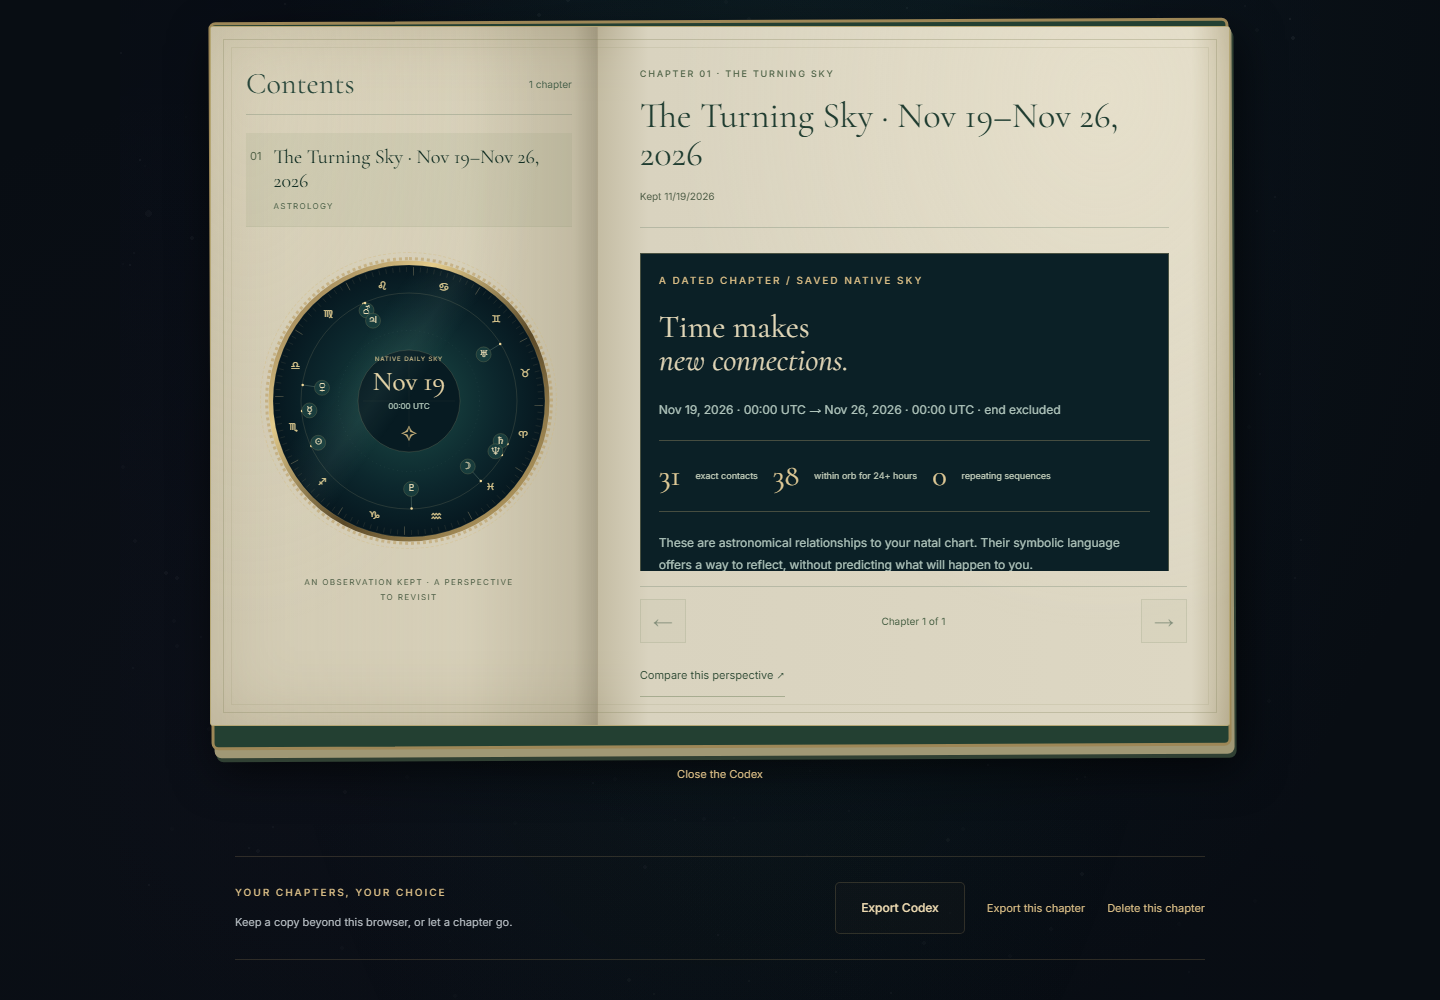 Contents
1 chapter
01
The Turning Sky · Nov 19–Nov 26,
2026
ASTROLOGY
♌ ♋
♍ ♊
♂
♃
♅
♎ ♉
NATIVE DAILY SKY
Nov 19
00:00 UTC
♀
☿
♏ ♈
☉
♄
♆
☽
♐ ♓
♇
♑ ♒
AN OBSERVATION KEPT · A PERSPECTIVE
TO REVISIT
CHAPTER 01 · THE TURNING SKY
The Turning Sky · Nov 19–Nov 26,
2026
Kept 11/19/2026
A DATED CHAPTER / SAVED NATIVE SKY
Time makes
new connections.
Nov 19, 2026 · 00:00 UTC → Nov 26, 2026 · 00:00 UTC · end excluded
31 exact contacts 38 within orb for 24+ hours 0 repeating sequences
These are astronomical relationships to your natal chart. Their symbolic language
offers a way to reflect, without predicting what will happen to you.
← Chapter 1 of 1 →
Compare this perspective ↗
Close the Codex
YOUR CHAPTERS, YOUR CHOICE
Keep a copy beyond this browser, or let a chapter go.
Export Codex Export this chapter Delete this chapter